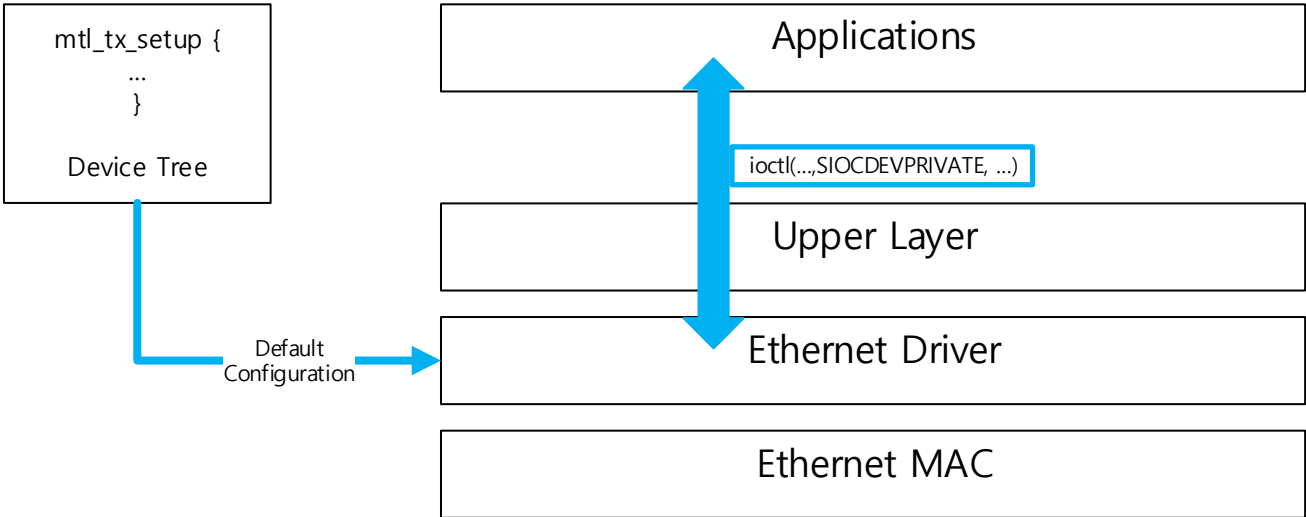 mtl_tx_setup {
...
}
Device Tree
Applications
ioctl(...,SIOCDEVPRIVATE, ...)
Upper Layer
Default
Configuration
Ethernet Driver
Ethernet MAC